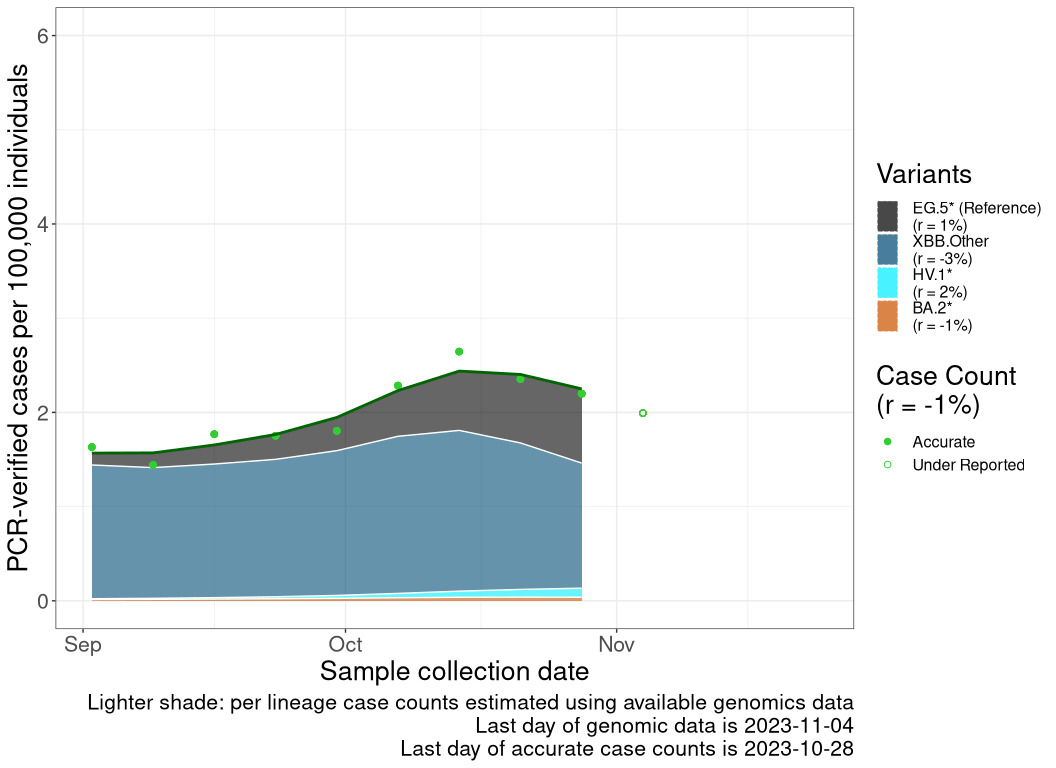 PCR-verified cases per 100,000 individuals
6
4
2
0
Sep
Oct
Nov
Sample collection date
Lighter shade: per lineage case counts estimated using available genomics data
Last day of genomic data is 2023-11-04
Last day of accurate case counts is 2023-10-28
Variants
EG.5* (Reference)
(r = 1%)
XBB.Other
(r = -3%)
HV.1*
(r = 2%)
BA.2*
(r = -1%)
Case Count
(r = -1%)
Accurate
Under Reported